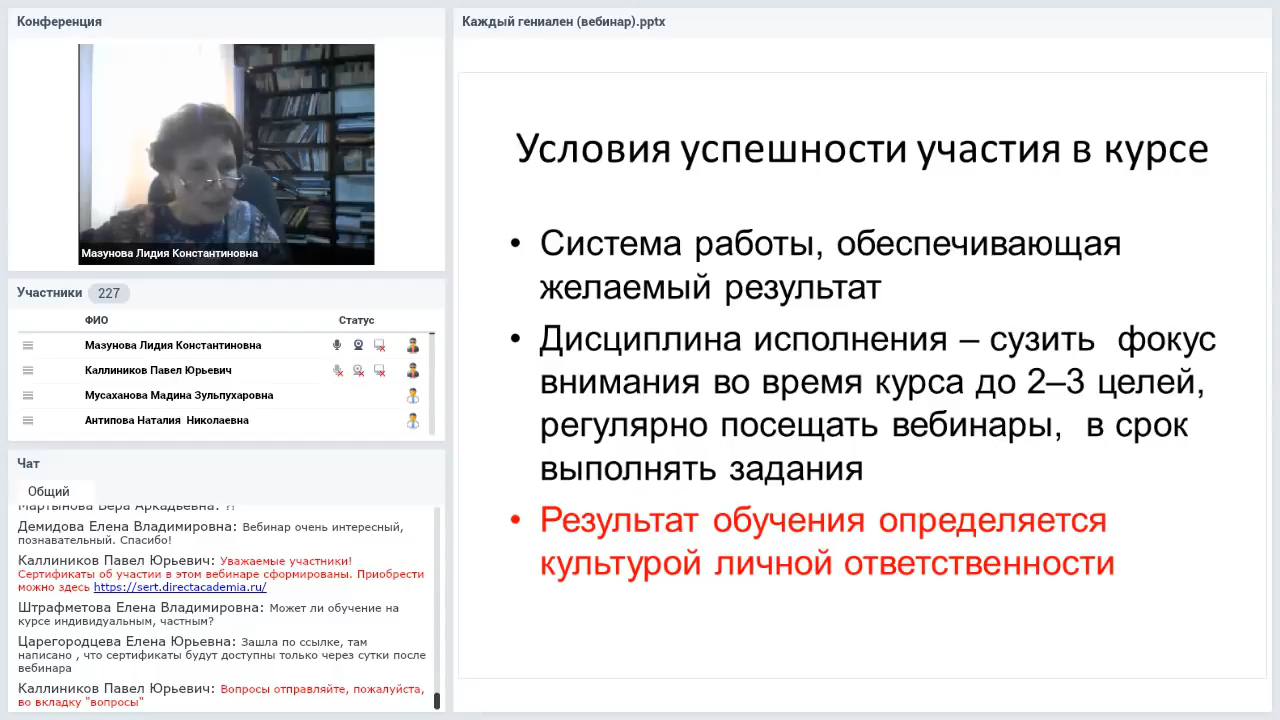 Конференция
Мазунова Лидия Константиновна
Участники 227
ФИО Статус
Мазунова Лидия Константиновна
Каллиников Павел Юрьевич
Мусаханова Мадина Зульпухаровна
Антипова Наталия Николаевна
Чат
Общий
Мартынова Вера Аркадьевна: ?!
Демидова Елена Владимировна: Вебинар очень интересный,
познавательный. Спасибо!
Каллиников Павел Юрьевич: Уважаемые участники!
Сертификаты об участии в этом вебинаре сформированы. Приобрести
можно здесь https://sert.directacademia.ru/
Штрафметова Елена Владимировна: Может ли обучение на
курсе индивидуальным, частным?
Царегородцева Елена Юрьевна: Зашла по ссылке, там
написано , что сертификаты будут доступны только через сутки после
вебинара
Каллиников Павел Юрьевич: Вопросы отправляйте, пожалуйста,
во вкладку "вопросы"
Каждый гениален (вебинар).pptx
Условия успешности участия в курсе
• Система работы, обеспечивающая
желаемый результат
• Дисциплина исполнения – сузить фокус
внимания во время курса до 2–3 целей,
регулярно посещать вебинары, в срок
выполнять задания
• Результат обучения определяется
культурой личной ответственности